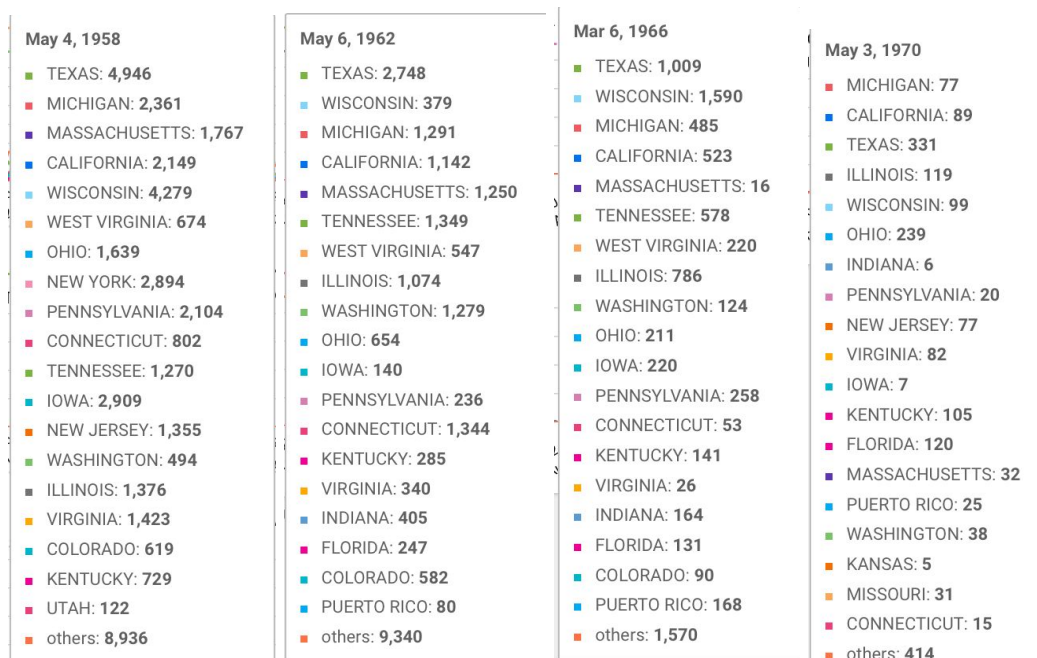 May 4, 1958
TEXAS: 4,946
MICHIGAN: 2,361
MASSACHUSETTS: 1,767
CALIFORNIA: 2,149
WISCONSIN: 4,279
WEST VIRGINIA: 674
OHIO: 1,639
NEW YORK: 2,894
PENNSYLVANIA: 2,104
CONNECTICUT: 802
TENNESSEE: 1,270
IOWA: 2,909
NEW JERSEY: 1,355
WASHINGTON: 494
ILLINOIS: 1,376
VIRGINIA: 1,423
COLORADO: 619
KENTUCKY: 729
UTAH: 122
others: 8,936
May 6, 1962
TEXAS: 2,748
WISCONSIN: 379
MICHIGAN: 1,291
CALIFORNIA: 1,142
MASSACHUSETTS: 1,250
TENNESSEE: 1,349
WEST VIRGINIA: 547
ILLINOIS: 1,074
WASHINGTON: 1,279
OHIO: 654
IOWA: 140
PENNSYLVANIA: 236
CONNECTICUT: 1,344
KENTUCKY: 285
VIRGINIA: 340
INDIANA: 405
FLORIDA: 247
COLORADO: 582
PUERTO RICO: 80
others: 9,340
Mar 6, 1966
TEXAS: 1,009
WISCONSIN: 1,590
MICHIGAN: 485
CALIFORNIA: 523
MASSACHUSETTS: 16
TENNESSEE: 578
WEST VIRGINIA: 220
ILLINOIS: 786
WASHINGTON: 124
OHIO: 211
IOWA: 220
PENNSYLVANIA: 258
CONNECTICUT: 53
KENTUCKY: 141
VIRGINIA: 26
INDIANA: 164
FLORIDA: 131
COLORADO: 90
PUERTO RICO: 168
others: 1,570
May 3, 1970
MICHIGAN: 77
CALIFORNIA: 89
TEXAS: 331
ILLINOIS: 119
WISCONSIN: 99
OHIO: 239
INDIANA: 6
PENNSYLVANIA: 20
NEW JERSEY: 77
VIRGINIA: 82
IOWA: 7
KENTUCKY: 105
FLORIDA: 120
MASSACHUSETTS: 32
PUERTO RICO: 25
WASHINGTON: 38
KANSAS: 5
MISSOURI: 31
CONNECTICUT: 15
others: 414